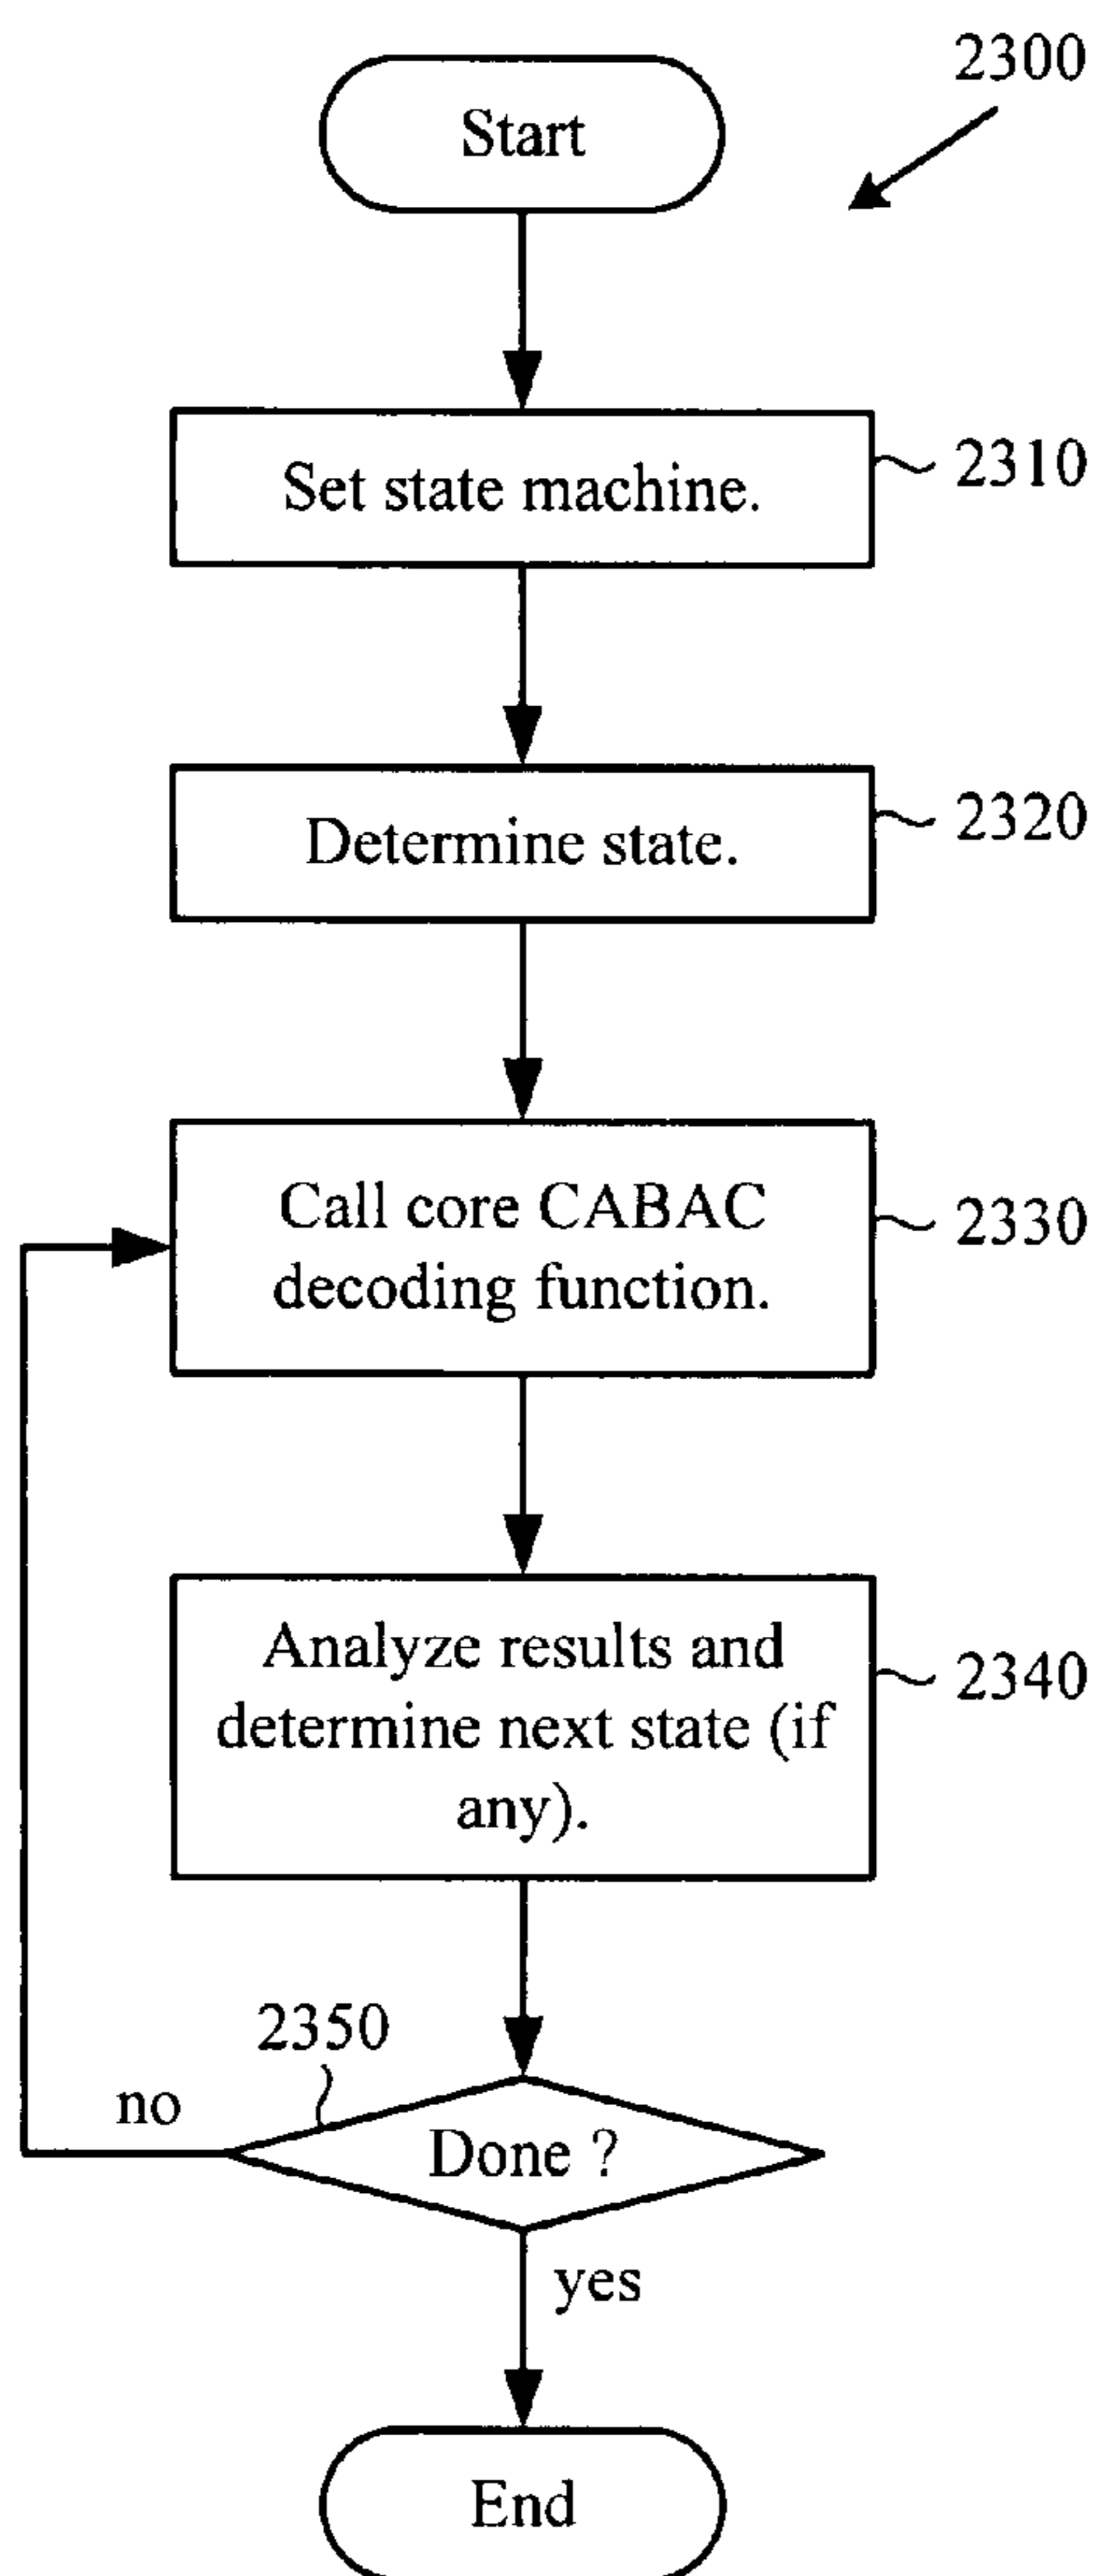 2300
Start
Set state machine.
2310
Determine state.
2320
Call core CABAC
decoding function.
2330
Analyze results and
determine next state (if
any).
2340
2350
no
Done ?
yes
End